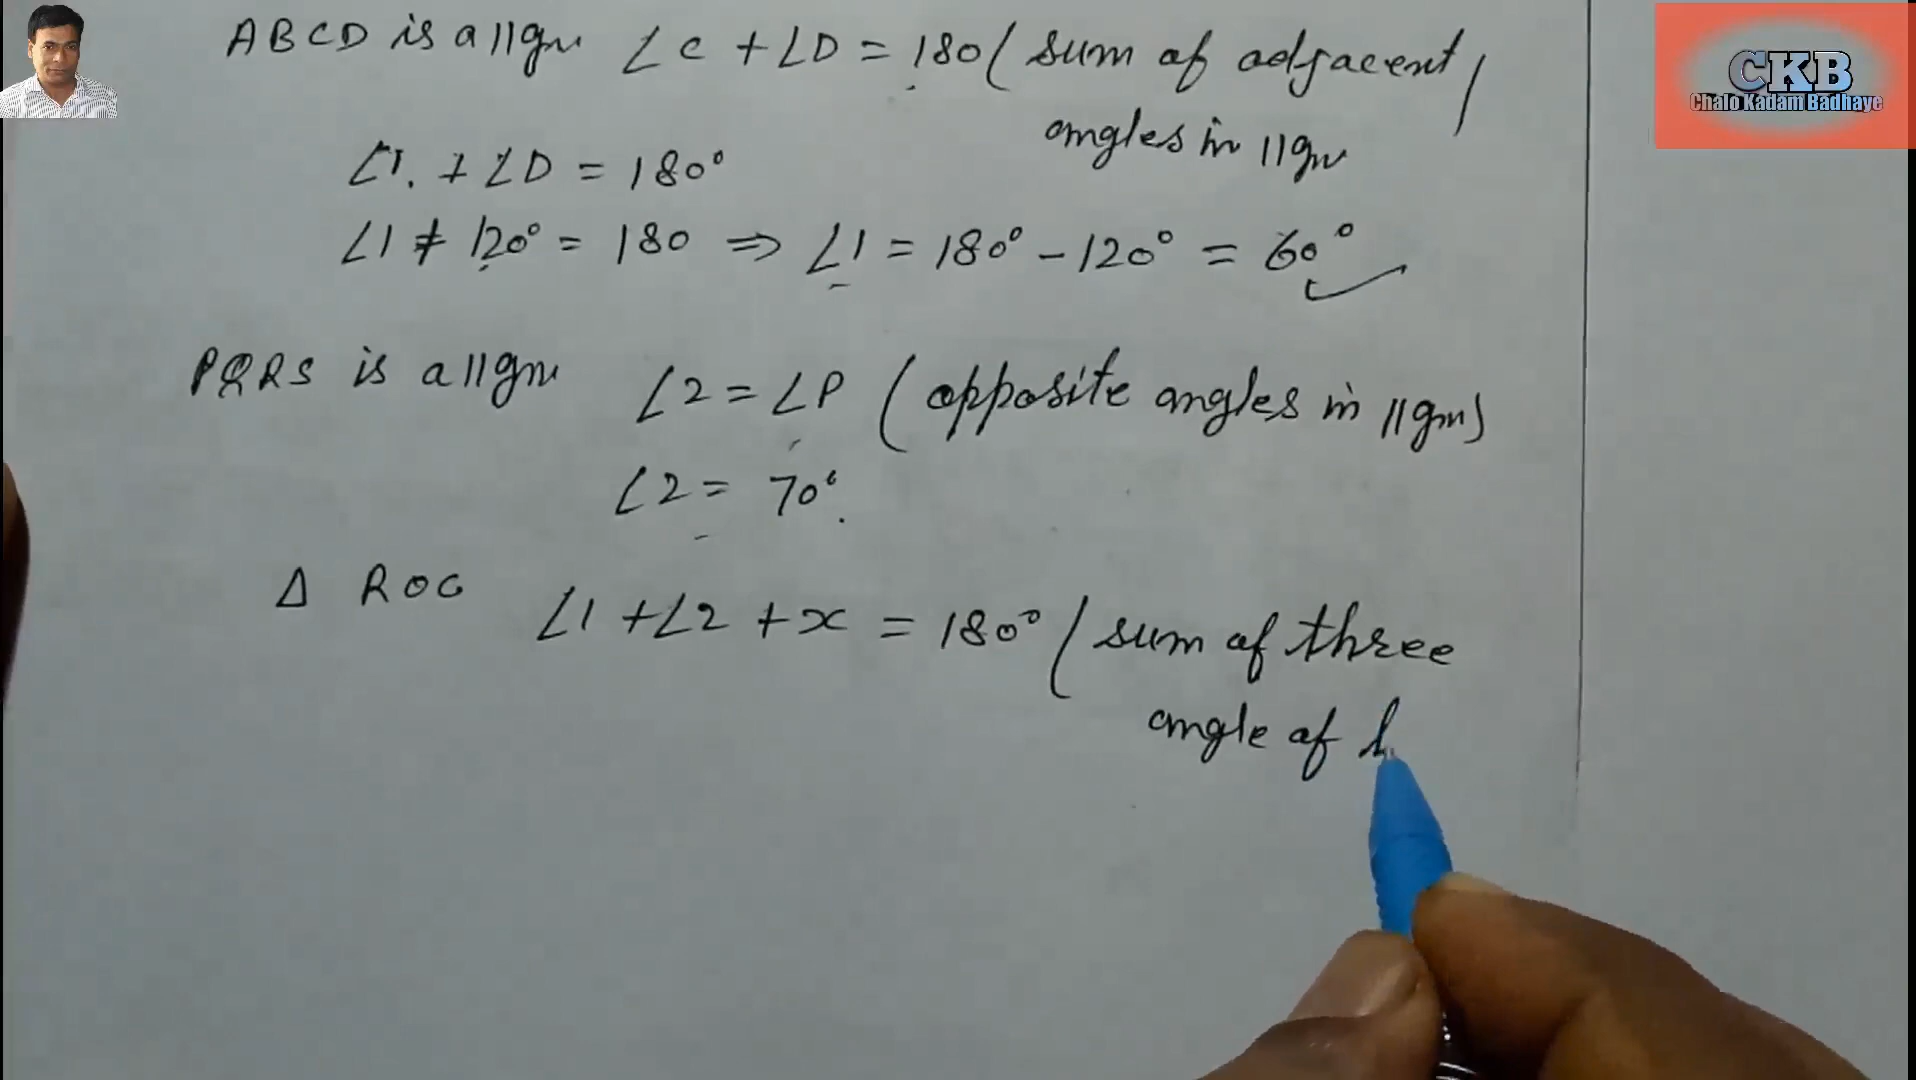 ABCD is a ||gm ∠C + ∠D = 180 (sum of adjacent
angles in ||gm)
∠1 + ∠D = 180°
∠1 + 120° = 180 ⇒ ∠1 = 180° - 120° = 60°
PQRS is a ||gm ∠2 = ∠P (opposite angles in ||gm)
∠2 = 70°
Δ ROC ∠1 + ∠2 + x = 180° (sum of three
angle of
CKB
Chalo Kadam Badhaye